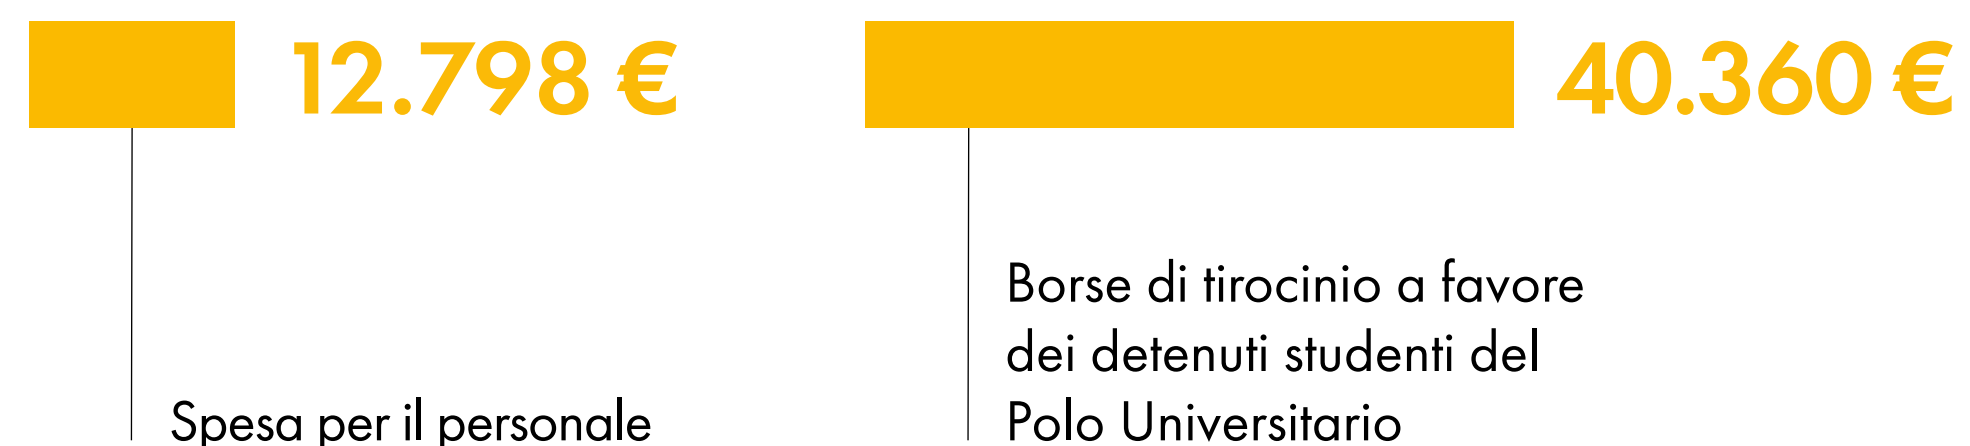 12.798 €
40.360 €
Spesa per il personale
Borse di tirocinio a favore
dei detenuti studenti del
Polo Universitario